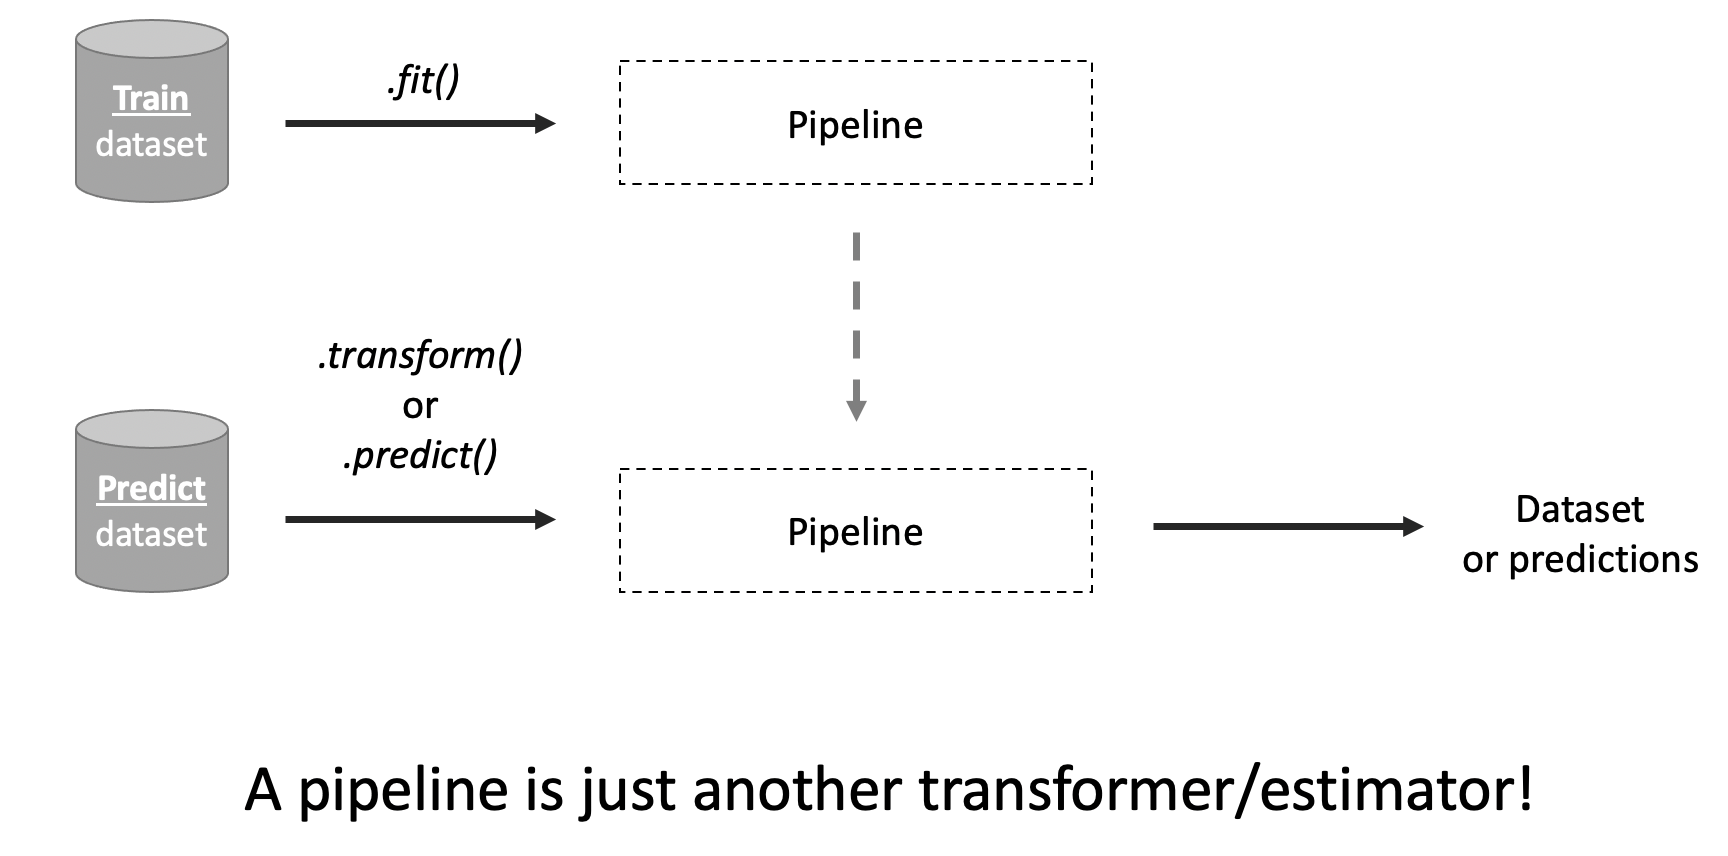 Train
dataset
.fit()
Pipeline
.transform()
or
.predict()
Predict
dataset
Pipeline
Dataset
or predictions
A pipeline is just another transformer/estimator!